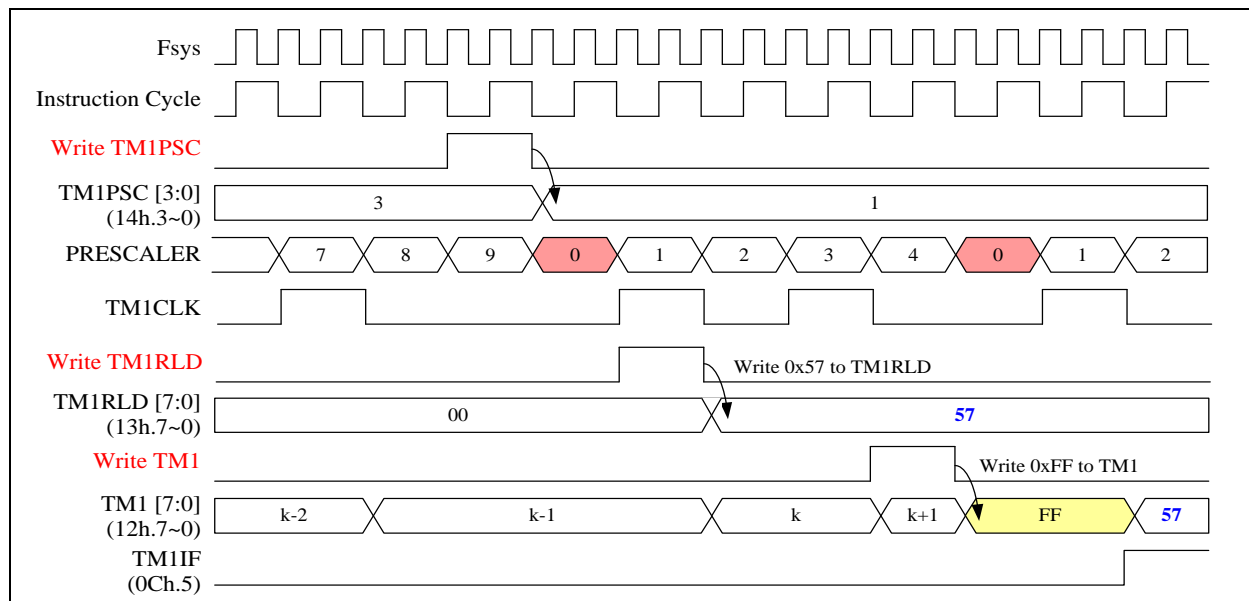 Fsys
Instruction Cycle
Write TM1PSC
TM1PSC [3:0]
(14h.3~0)
3
1
PRESCALER
7
8
9
0
1
2
3
4
0
1
2
TM1CLK
Write TM1RLD
Write 0x57 to TM1RLD
TM1RLD [7:0]
(13h.7~0)
00
57
Write TM1
Write 0xFF to TM1
TM1 [7:0]
(12h.7~0)
k-2
k-1
k
k+1
FF
57
TM1IF
(0Ch.5)